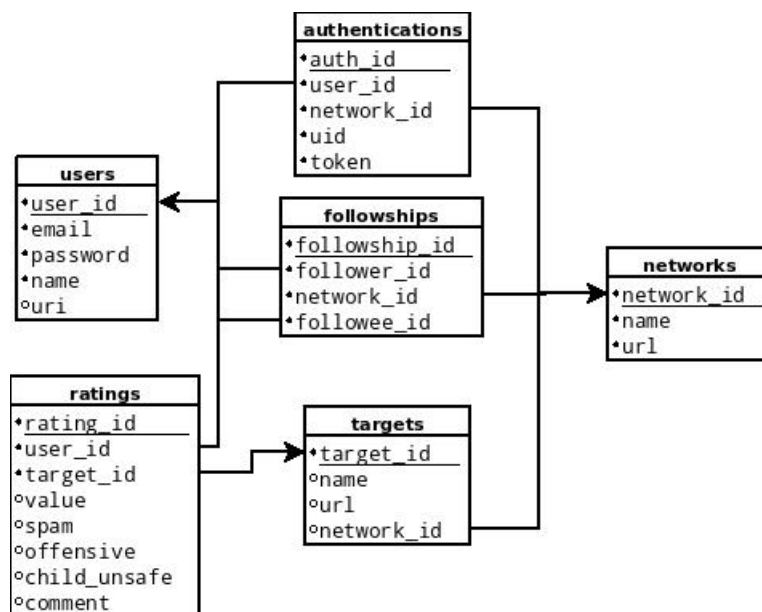 authentications
auth_id
user_id
network_id
uid
token
users
user_id
email
password
name
uri
followships
followship_id
follower_id
network_id
followee_id
networks
network_id
name
url
ratings
rating_id
user_id
target_id
value
spam
offensive
child_unsafe
comment
targets
target_id
name
url
network_id